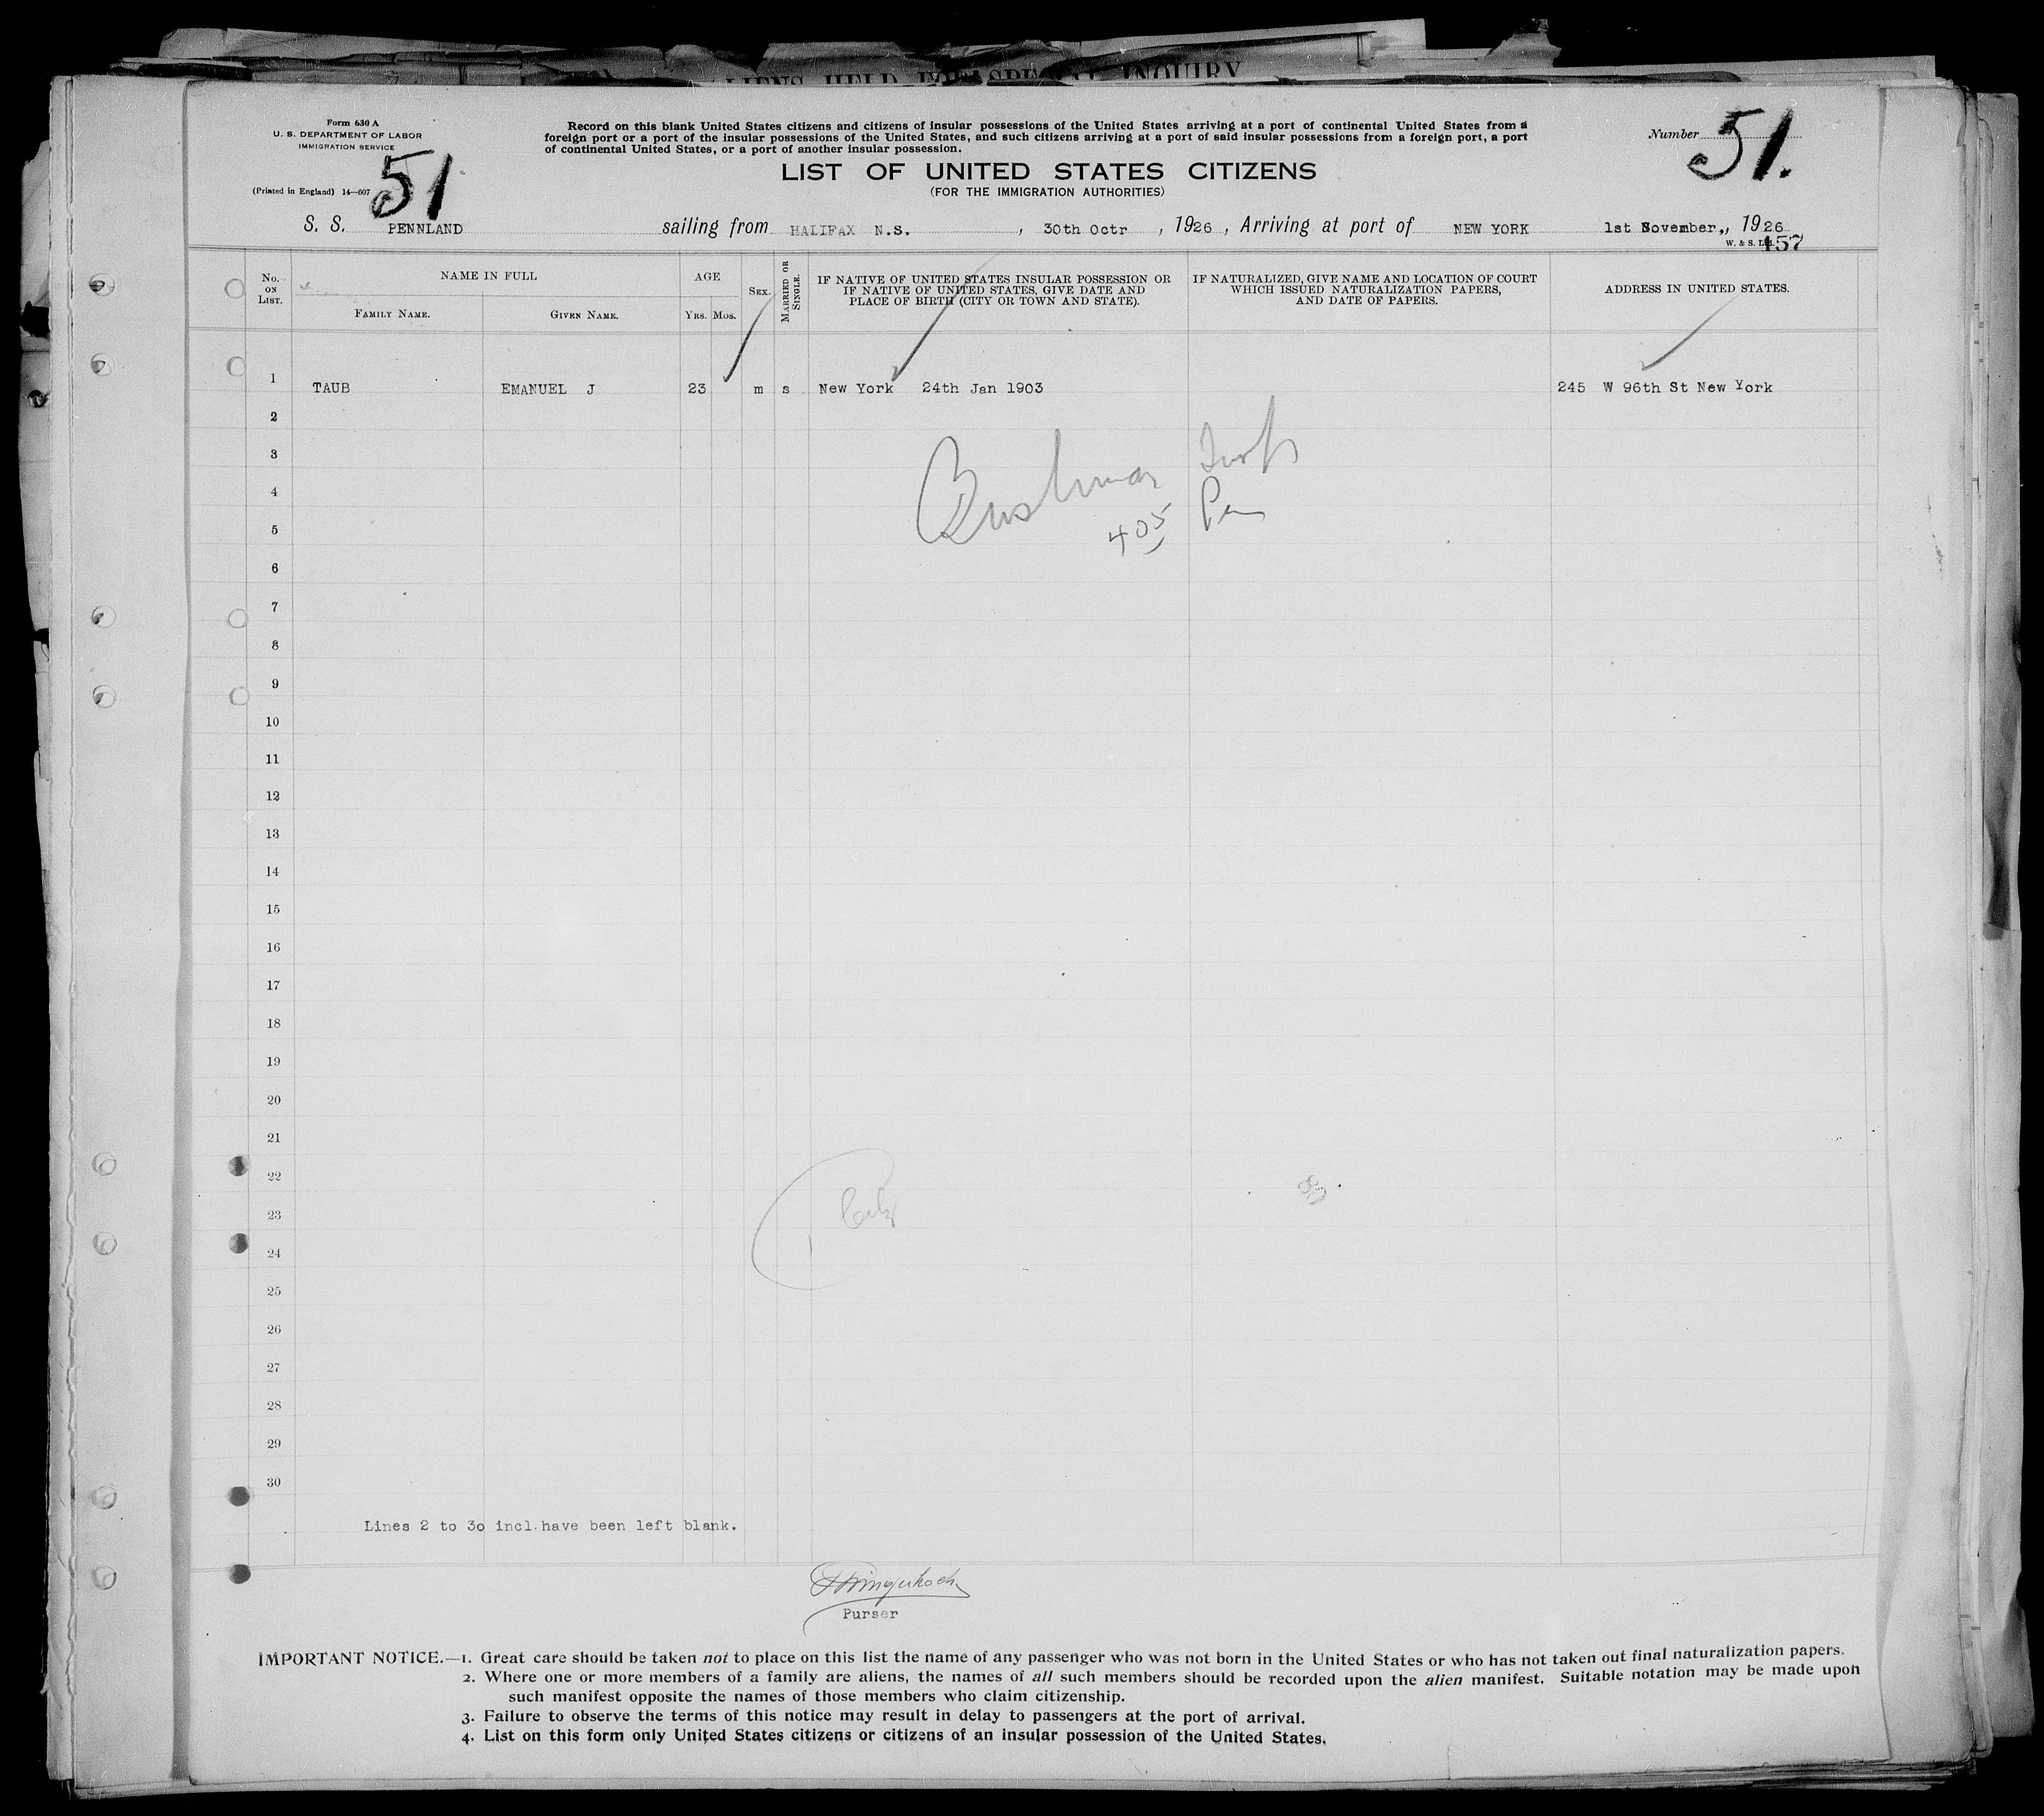 ALIENS HELD FOR SPECIAL INQUIRY
Form 630 A
U. S. DEPARTMENT OF LABOR
IMMIGRATION SERVICE
(Printed in England) 14—607
51
Record on this blank United States citizens and citizens of insular possessions of the United States arriving at a port of continental United States from a
foreign port or a port of the insular possessions of the United States, and such citizens arriving at a port of said insular possessions from a foreign port, a port
of continental United States, or a port of another insular possession.
LIST OF UNITED STATES CITIZENS
(FOR THE IMMIGRATION AUTHORITIES)
Number 51.
S. S. PENNLAND sailing from HALIFAX N.S. , 30th Octr , 1926 , Arriving at port of NEW YORK 1st November,, 1926
W. & S. Ltd.
157
No. ON LIST.
NAME IN FULL
FAMILY NAME.
GIVEN NAME.
AGE
YRS. MOS.
SEX.
MARRIED OR SINGLE.
IF NATIVE OF UNITED STATES INSULAR POSSESSION OR
IF NATIVE OF UNITED STATES, GIVE DATE AND
PLACE OF BIRTH (CITY OR TOWN AND STATE).
IF NATURALIZED, GIVE NAME AND LOCATION OF COURT
WHICH ISSUED NATURALIZATION PAPERS,
AND DATE OF PAPERS.
ADDRESS IN UNITED STATES.
1 TAUB EMANUEL J 23 m s New York 24th Jan 1903 245 W 96th St New York
2
3
4
405
5
6
7
8
9
10
11
12
13
14
15
16
17
18
19
20
21
22
23
24
25
26
27
28
29
30
Lines 2 to 30 incl. have been left blank.
Purser
IMPORTANT NOTICE.—1. Great care should be taken not to place on this list the name of any passenger who was not born in the United States or who has not taken out final naturalization papers.
2. Where one or more members of a family are aliens, the names of all such members should be recorded upon the alien manifest. Suitable notation may be made upon
such manifest opposite the names of those members who claim citizenship.
3. Failure to observe the terms of this notice may result in delay to passengers at the port of arrival.
4. List on this form only United States citizens or citizens of an insular possession of the United States.